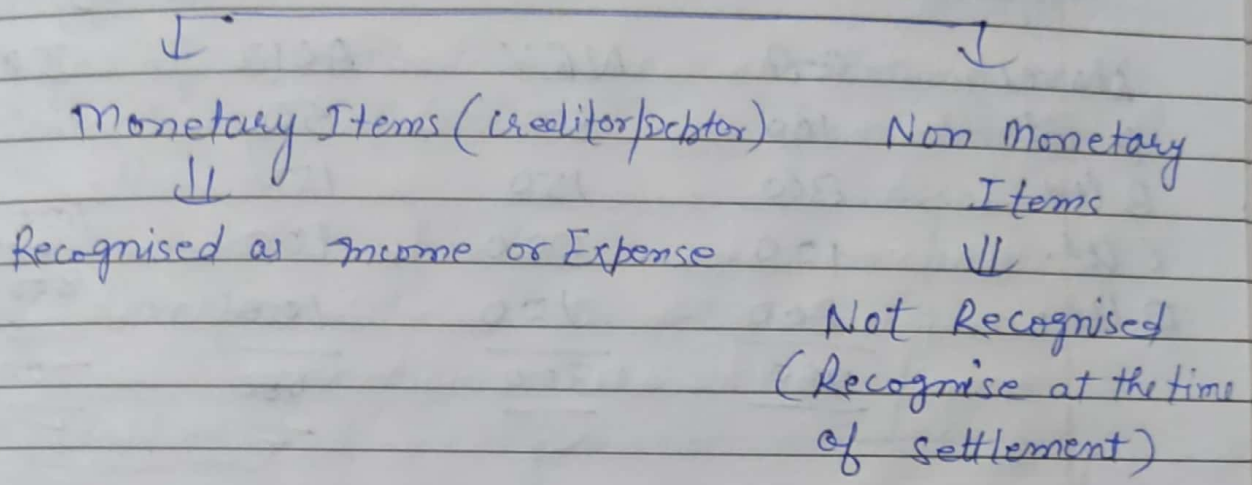 Monetary Items (creditor/Debtor)
Recognised as Income or Expense
Non Monetary
Items
Not Recognised
(Recognise at the time
of settlement)